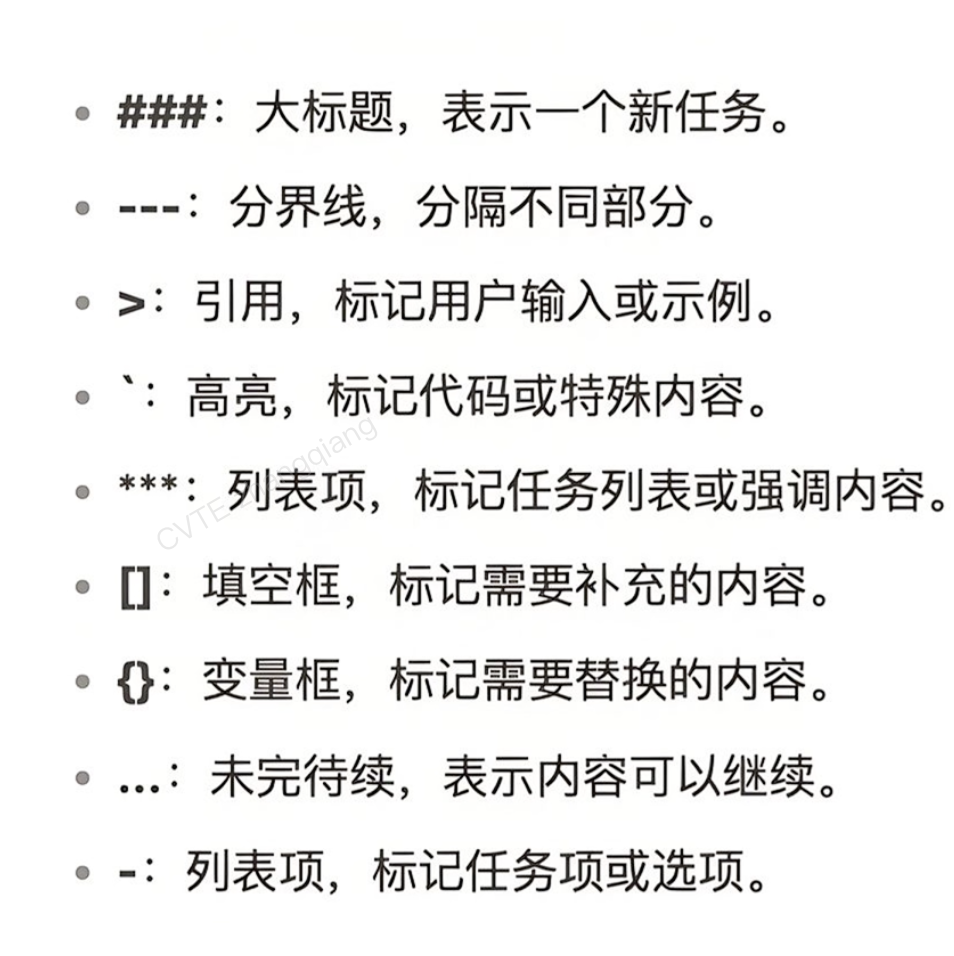 ###：大标题，表示一个新任务。
---：分界线，分隔不同部分。
>：引用，标记用户输入或示例。
`：高亮，标记代码或特殊内容。
***：列表项，标记任务列表或强调内容。
[]：填空框，标记需要补充的内容。
{}：变量框，标记需要替换的内容。
...：未完待续，表示内容可以继续。
-：列表项，标记任务项或选项。
CVTE